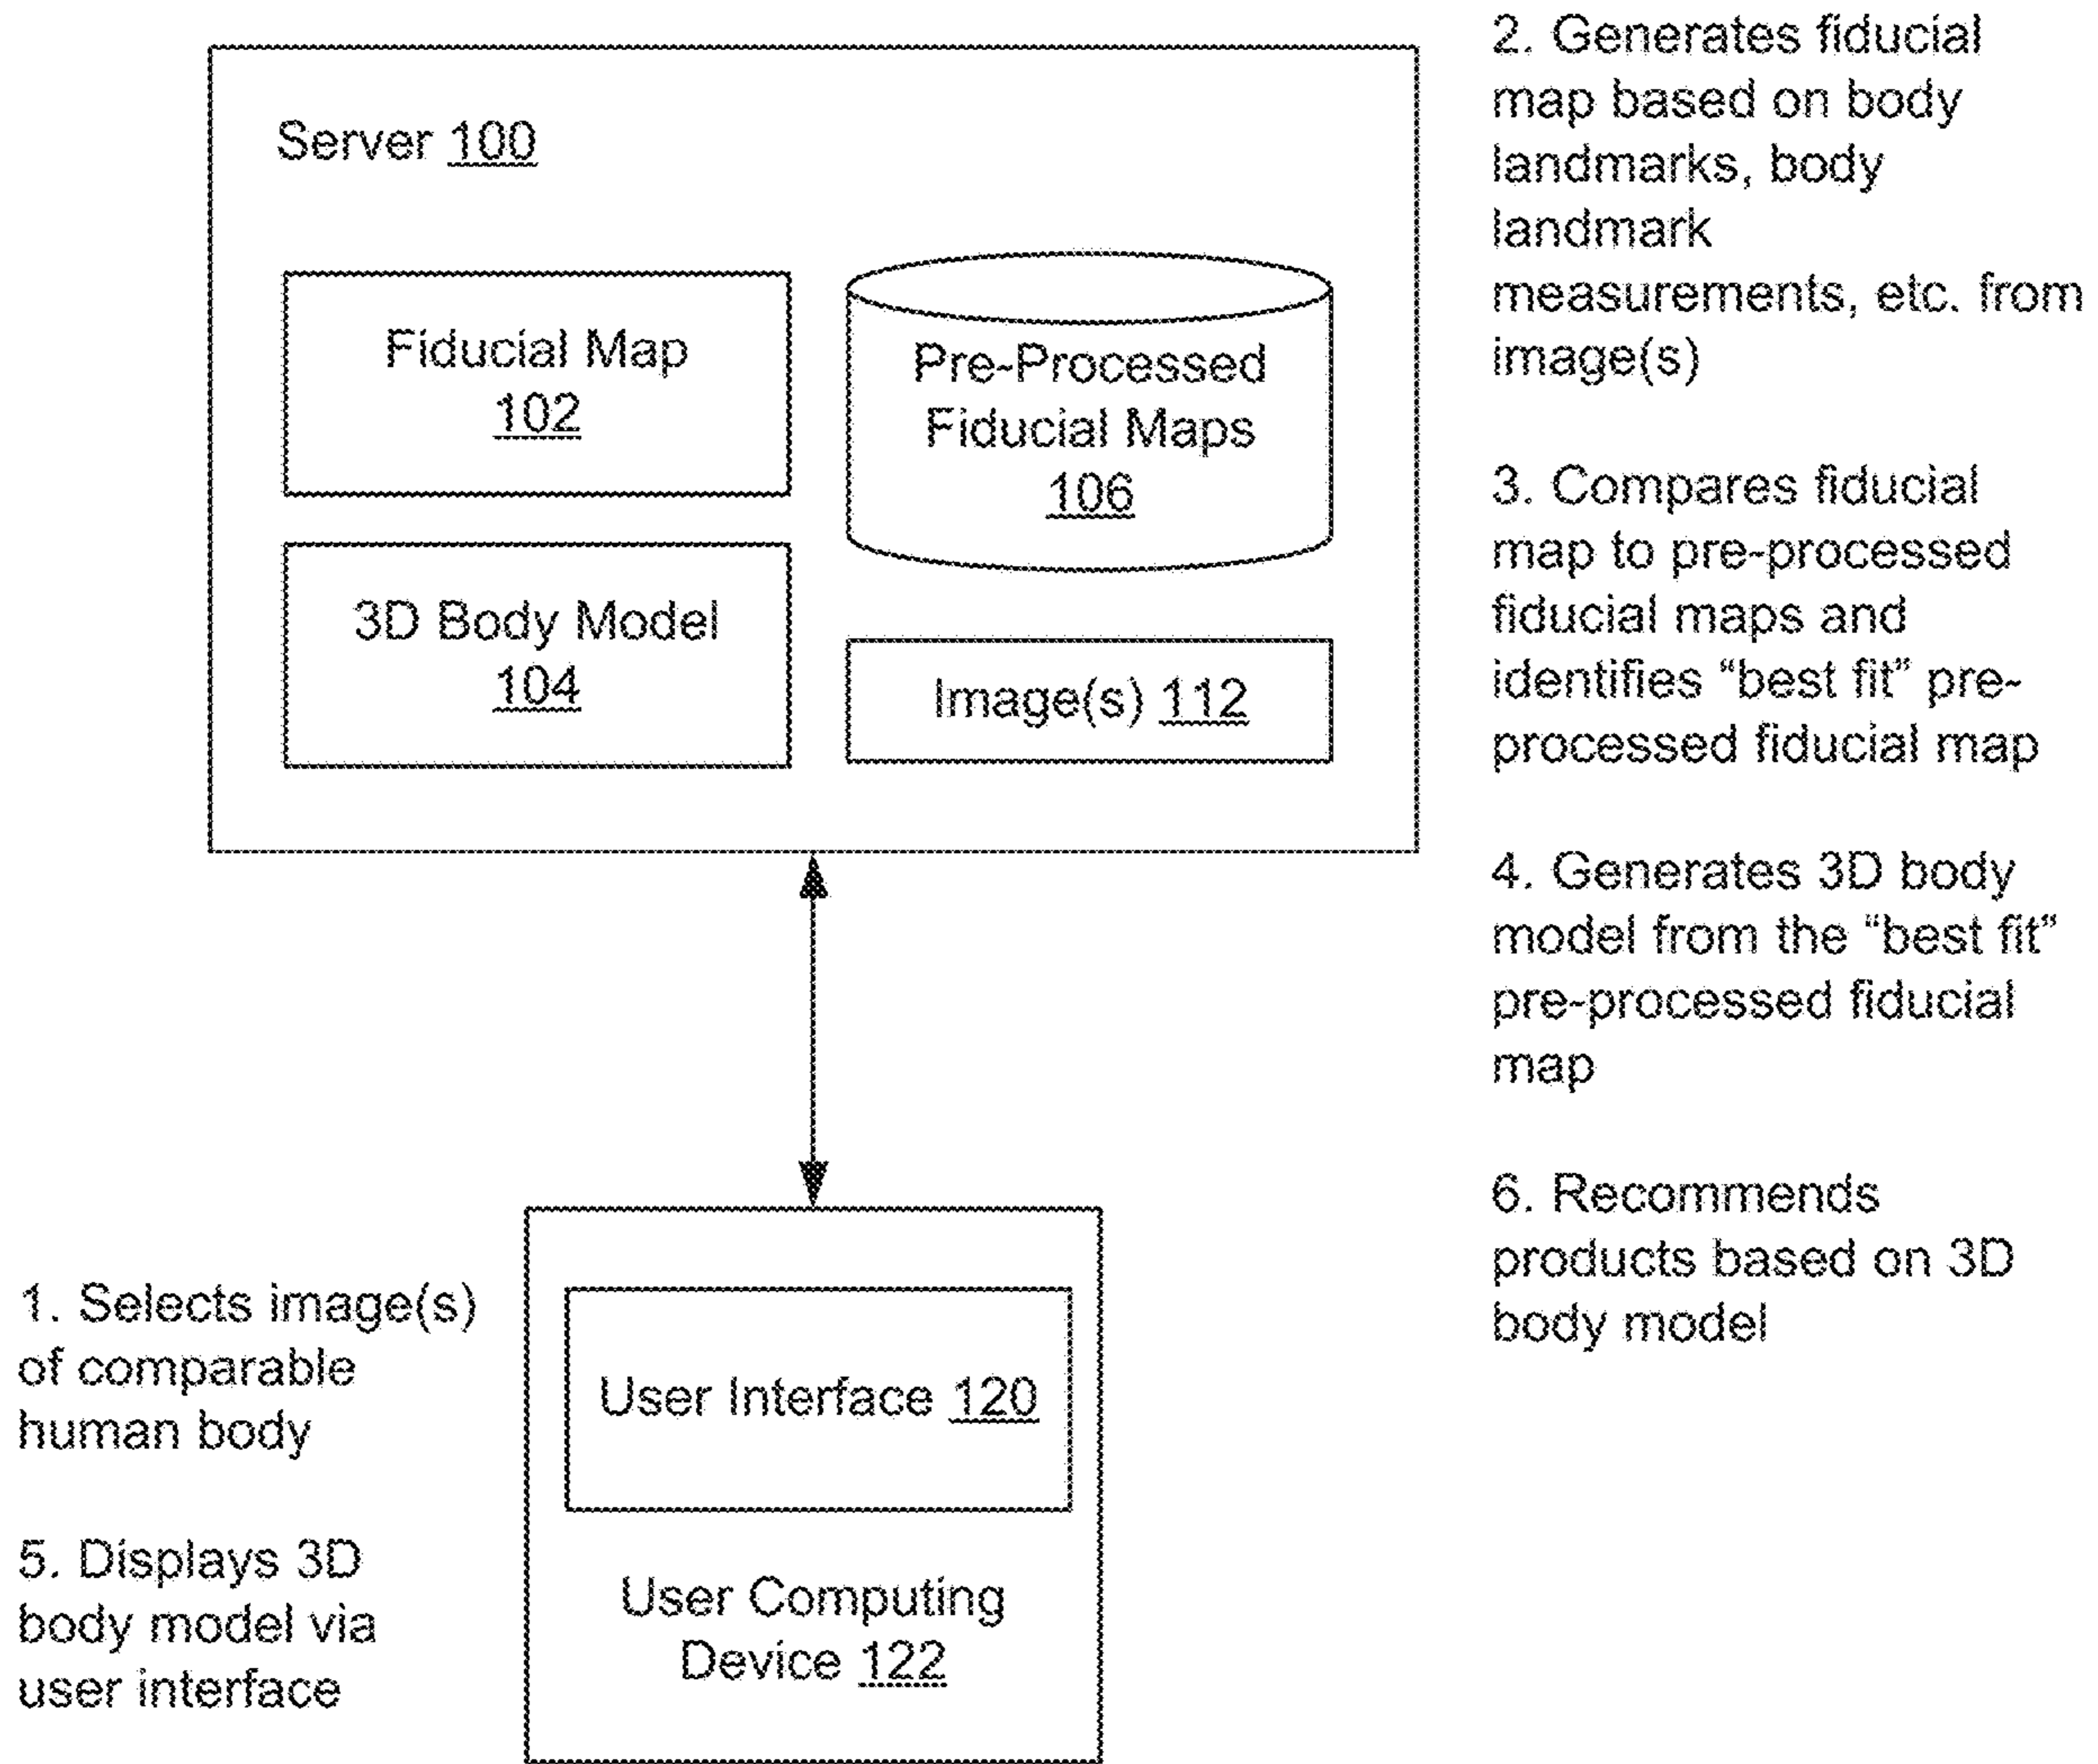 Server 100
Fiducial Map
102
Pre-Processed
Fiducial Maps
106
3D Body Model
104
Image(s) 112
2. Generates fiducial
map based on body
landmarks, body
landmark
measurements, etc. from
image(s)
3. Compares fiducial
map to pre-processed
fiducial maps and
identifies “best fit” pre-
processed fiducial map
4. Generates 3D body
model from the “best fit”
pre-processed fiducial
map
6. Recommends
products based on 3D
body model
1. Selects image(s)
of comparable
human body
5. Displays 3D
body model via
user interface
User Interface 120
User Computing
Device 122